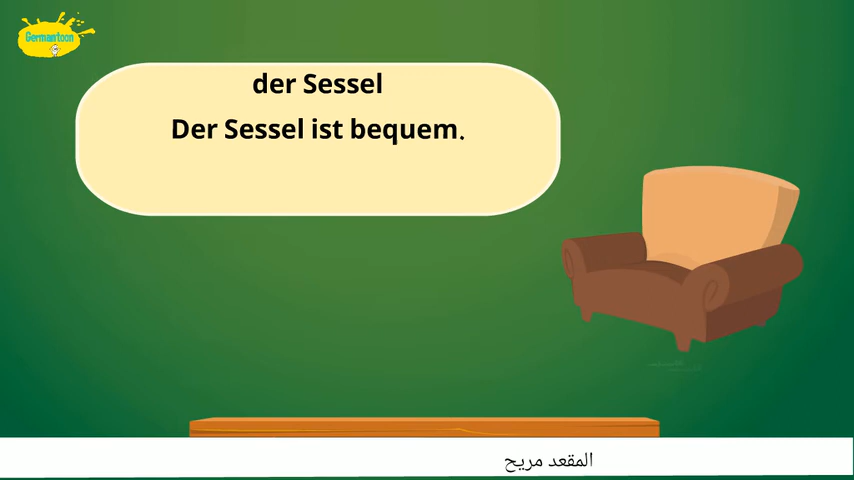 Germantoon
der Sessel
Der Sessel ist bequem.
المقعد مريح